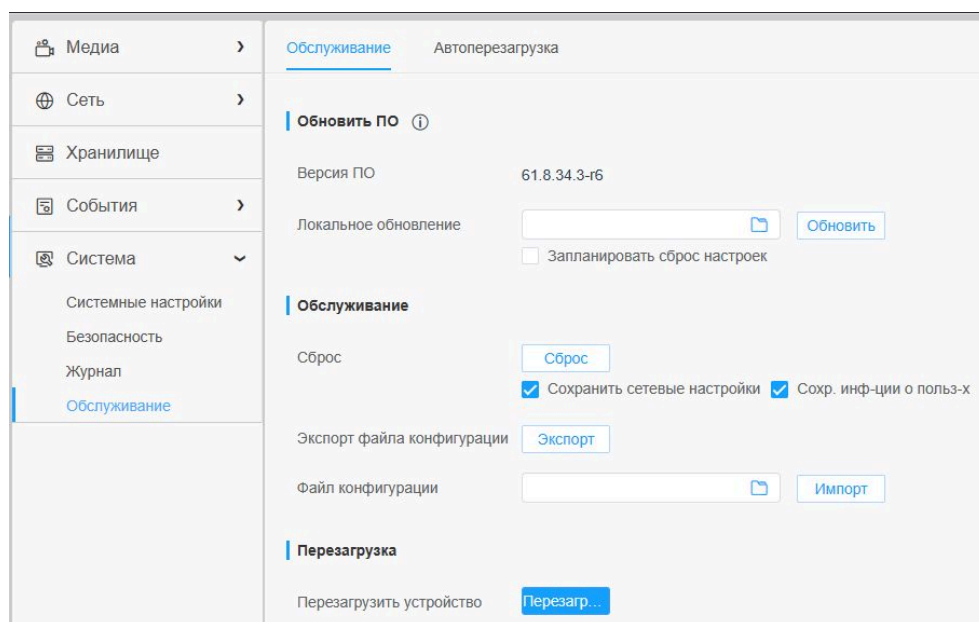 Медиа
Сеть
Хранилище
События
Система
Системные настройки
Безопасность
Журнал
Обслуживание
Обслуживание Автоперезагрузка
Обновить ПО
Версия ПО 61.8.34.3-r6
Локальное обновление Обновить
Запланировать сброс настроек
Обслуживание
Сброс Сброс
Сохранить сетевые настройки Сохр. инф-ции о польз-х
Экспорт файла конфигурации Экспорт
Файл конфигурации Импорт
Перезагрузка
Перезагрузить устройство Перезагр...